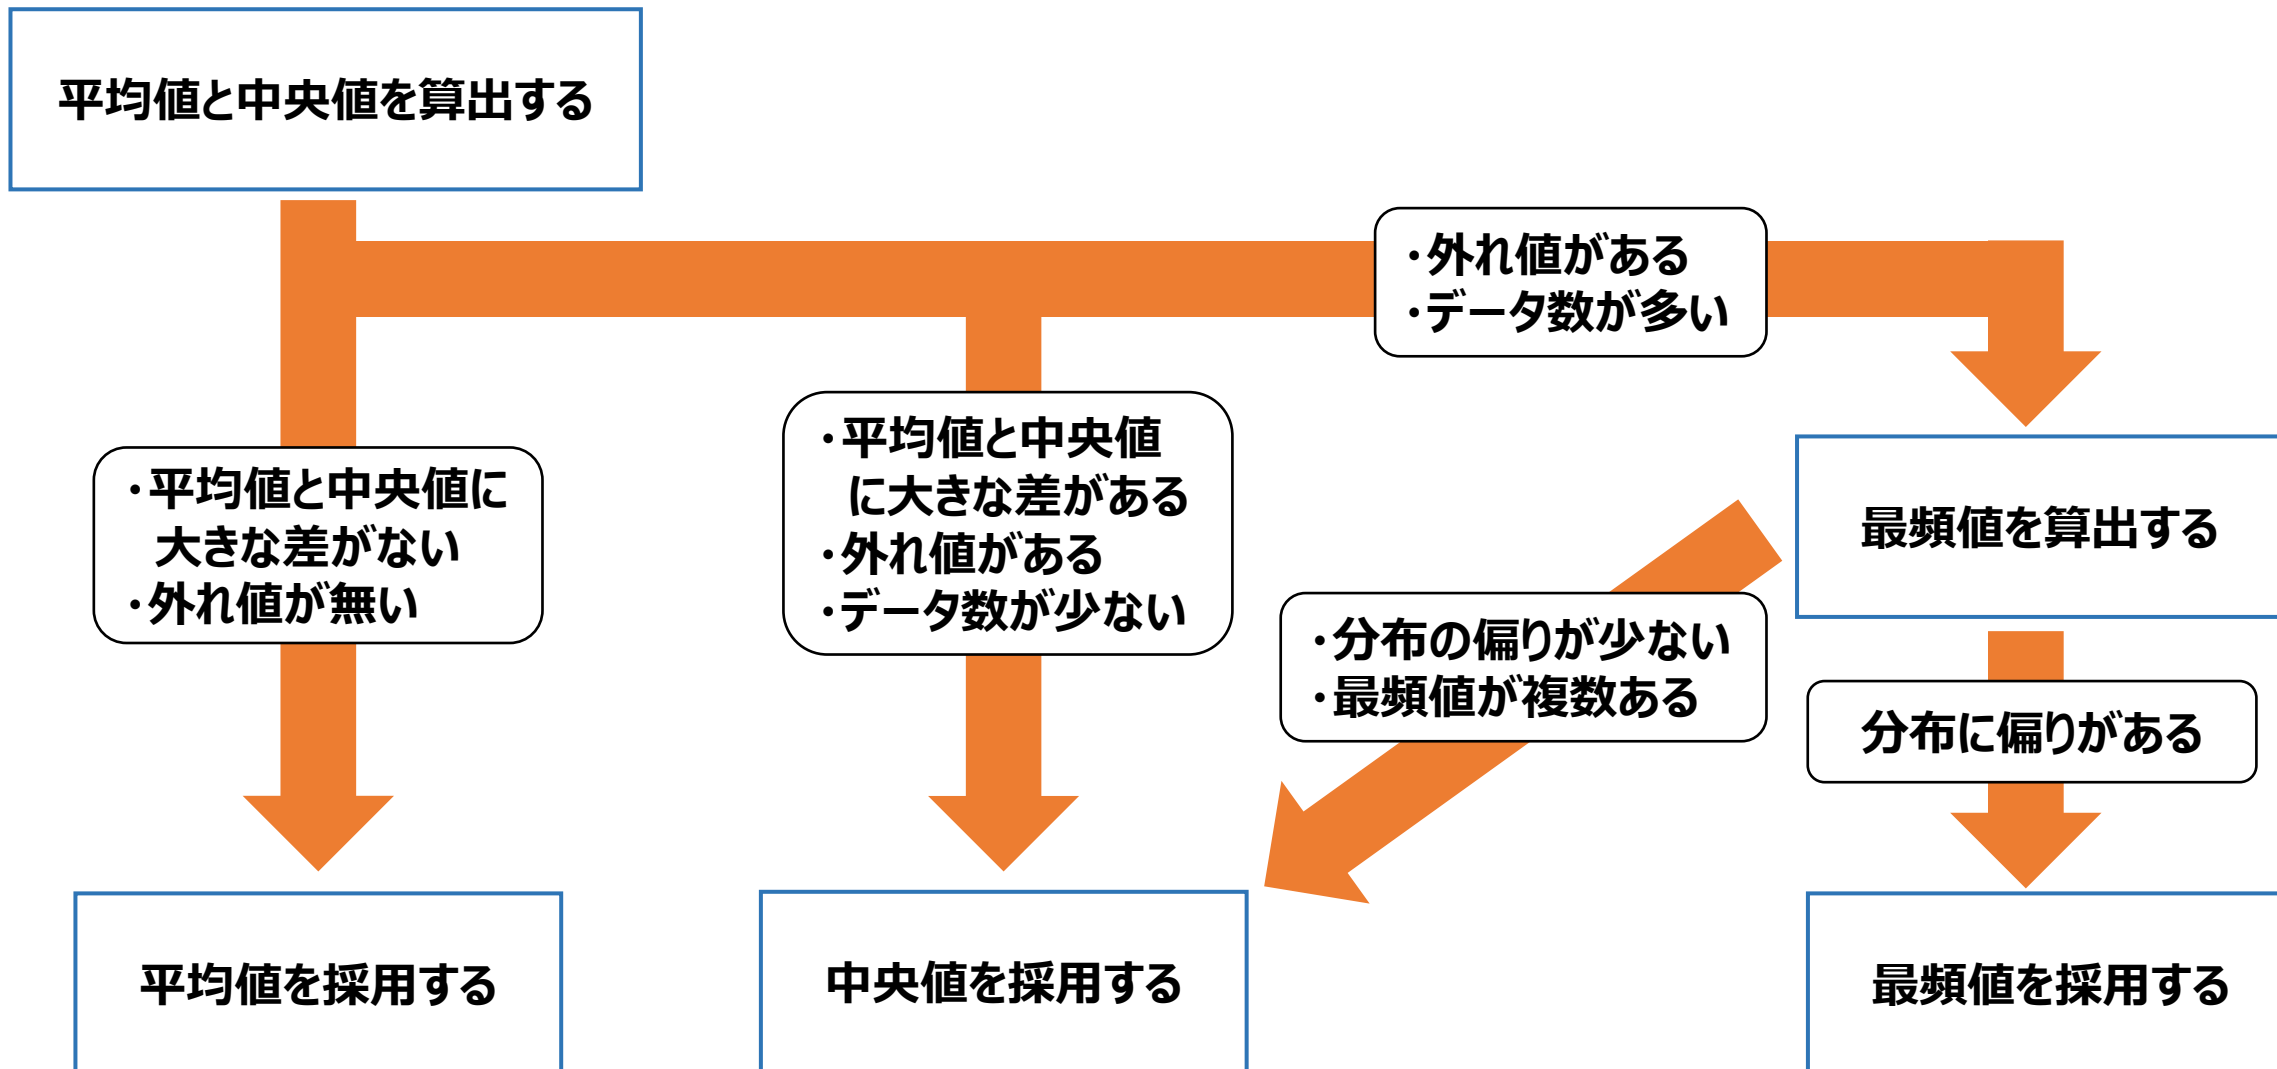 平均値と中央値を算出する
・外れ値がある
・データ数が多い
・平均値と中央値に
大きな差がない
・外れ値が無い
・平均値と中央値
に大きな差がある
・外れ値がある
・データ数が少ない
最頻値を算出する
・分布の偏りが少ない
・最頻値が複数ある
分布に偏りがある
平均値を採用する
中央値を採用する
最頻値を採用する